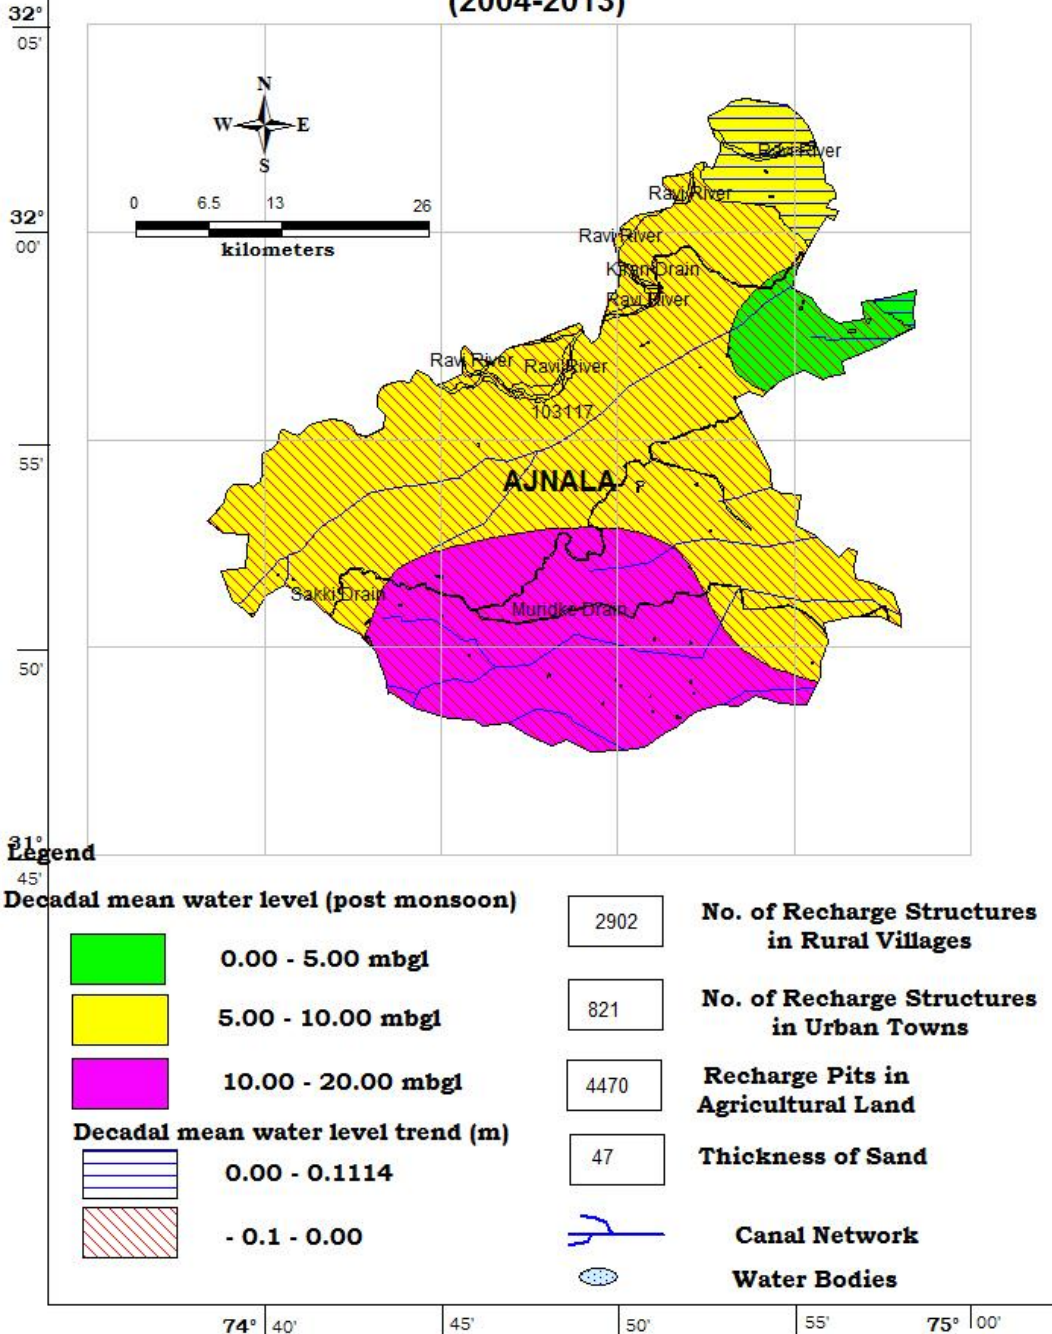 (2004-2013)
32°
05'
N
W E
S
0 6.5 13 26
kilometers
32°
00'
Ravi River
Ravi River
Ravi River
Kiran Drain
Ravi River
Ravi River
Ravi River
103117
55'
AJNALA
Sakki Drain
Mundke Drain
50'
31°
45'
Legend
Decadal mean water level (post monsoon)
0.00 - 5.00 mbgl
5.00 - 10.00 mbgl
10.00 - 20.00 mbgl
Decadal mean water level trend (m)
0.00 - 0.1114
- 0.1 - 0.00
2902
No. of Recharge Structures
in Rural Villages
821
No. of Recharge Structures
in Urban Towns
4470
Recharge Pits in
Agricultural Land
47
Thickness of Sand
Canal Network
Water Bodies
74° 40' 45' 50' 55' 75° 00'